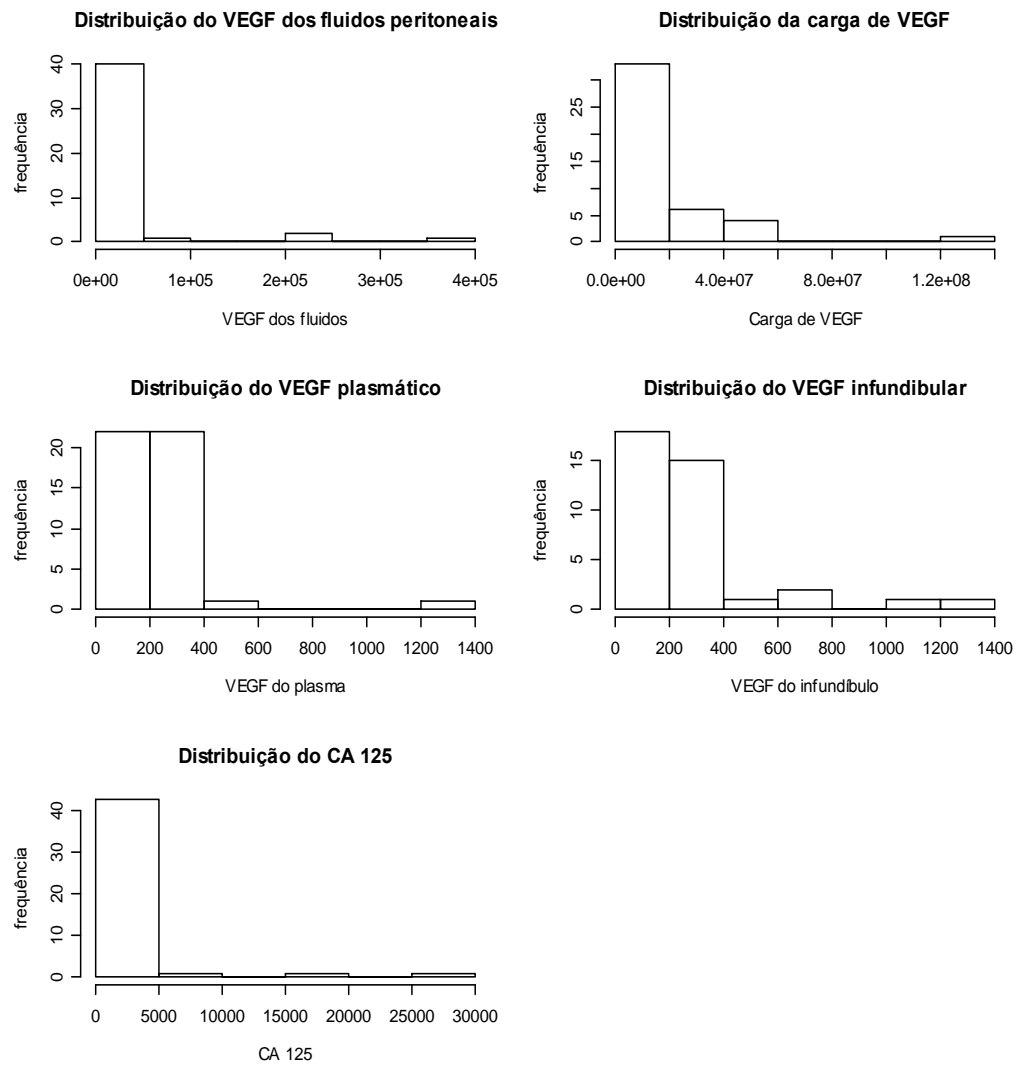 Distribuição do VEGF dos fluidos peritoneais
frequência
0 10 20 30 40
0e+00 1e+05 2e+05 3e+05 4e+05
VEGF dos fluidos
Distribuição da carga de VEGF
frequência
0 5 15 25
0.0e+00 4.0e+07 8.0e+07 1.2e+08
Carga de VEGF
Distribuição do VEGF plasmático
frequência
0 5 10 15 20
0 200 400 600 800 1000 1200 1400
VEGF do plasma
Distribuição do VEGF infundibular
frequência
0 5 10 15
0 200 400 600 800 1000 1200 1400
VEGF do infundíbulo
Distribuição do CA 125
frequência
0 10 20 30 40
0 5000 10000 15000 20000 25000 30000
CA 125